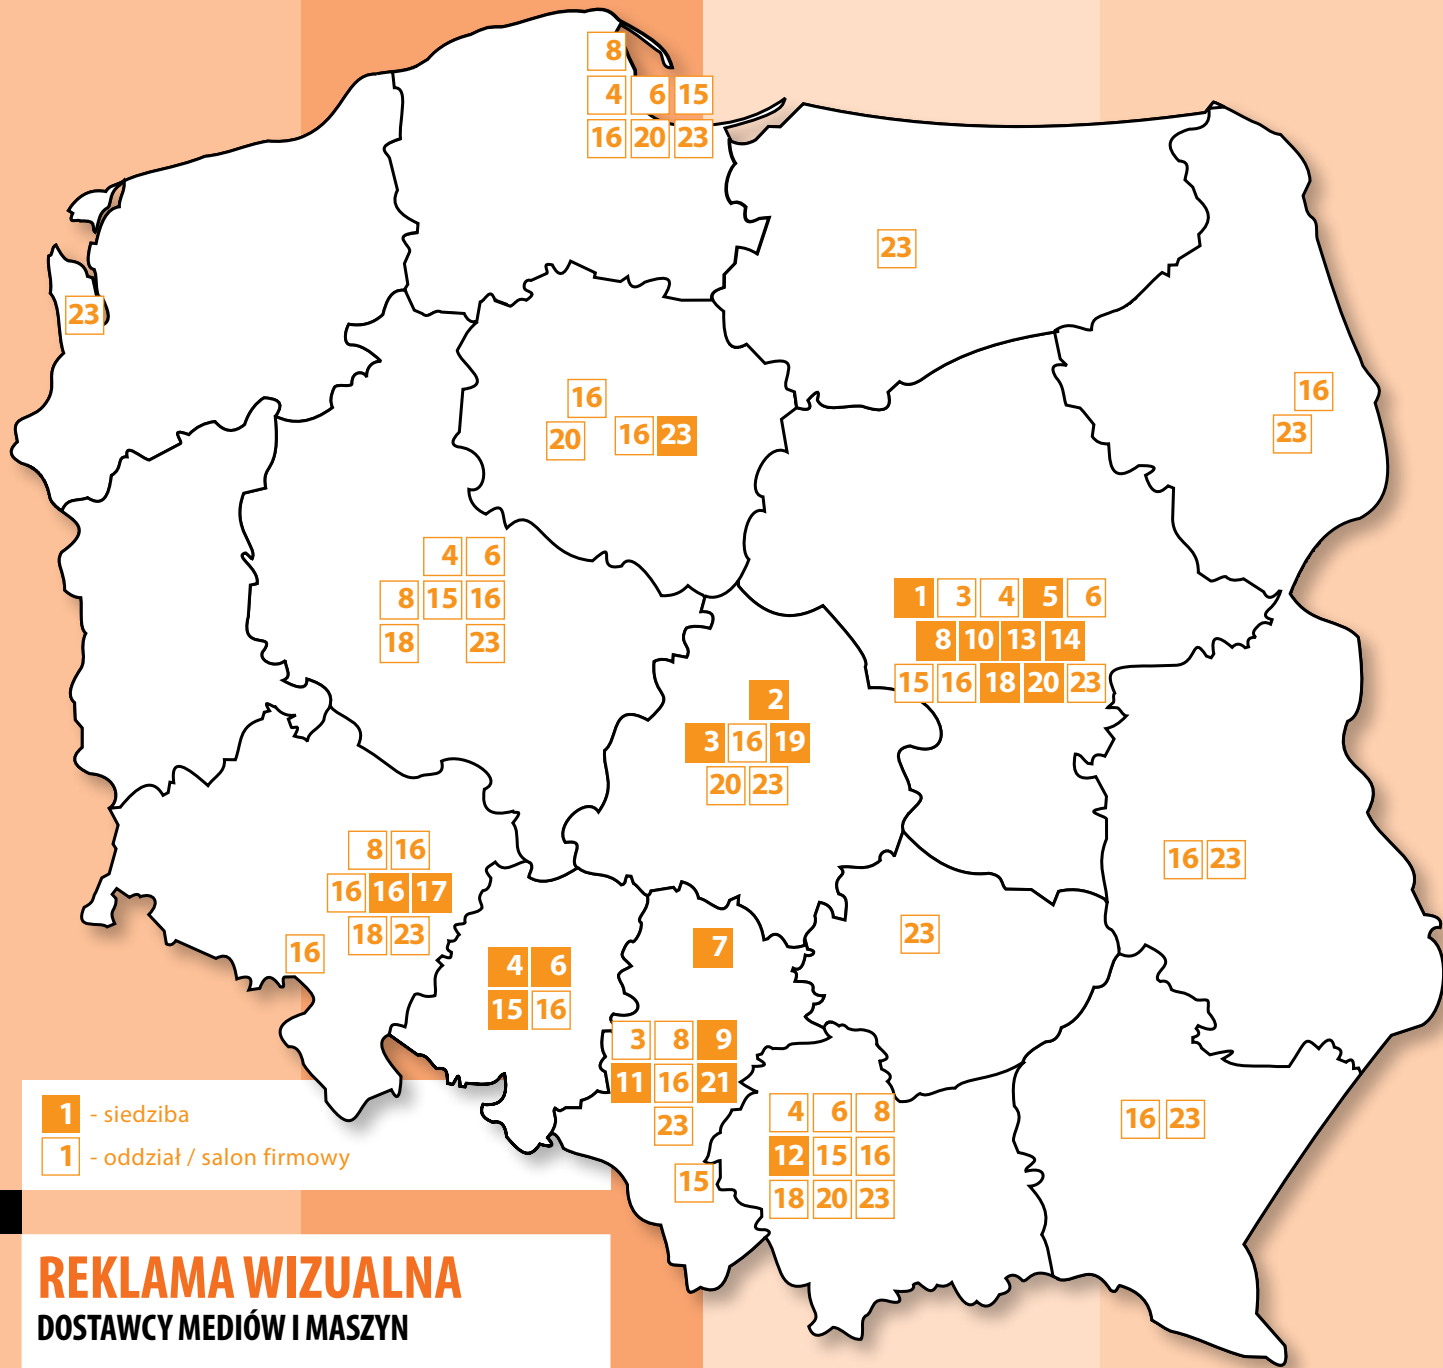 8
4 6 15
16 20 23
23
23
16
20 16 23
16
23
4 6
8 15 16
18 23
1 3 4 5 6
8 10 13 14
15 16 18 20 23
2
3 16 19
20 23
8 16
16 16 17
18 23
16
16 23
23
7
4 6
15 16
3 8 9
11 16 21
23
15
4 6 8
12 15 16
18 20 23
16 23
1 - siedziba
1 - oddział / salon firmowy
REKLAMA WIZUALNA
DOSTAWCY MEDIÓW I MASZYN